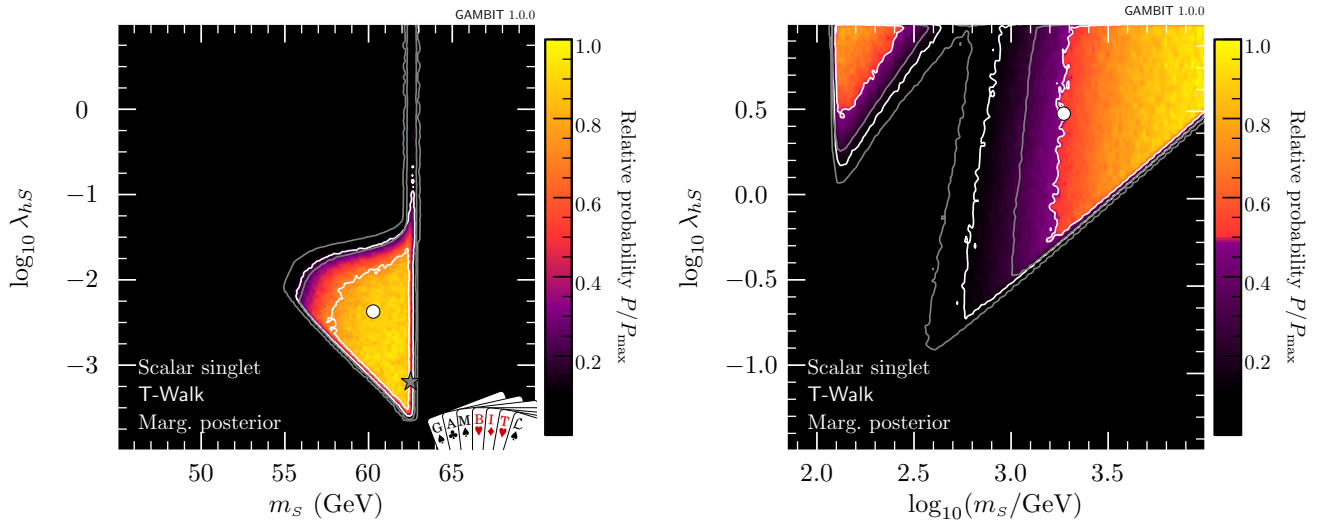 GAMBIT 1.0.0
0
−1
−2
−3
log₁₀ λₕS
50
55
60
65
mS (GeV)
Scalar singlet
T-Walk
Marg. posterior
G A M B I T
1.0
0.8
0.6
0.4
0.2
Relative probability P/Pmax
GAMBIT 1.0.0
0.5
0.0
−0.5
−1.0
log₁₀ λₕS
2.0
2.5
3.0
3.5
log₁₀(mS/GeV)
Scalar singlet
T-Walk
Marg. posterior
1.0
0.8
0.6
0.4
0.2
Relative probability P/Pmax